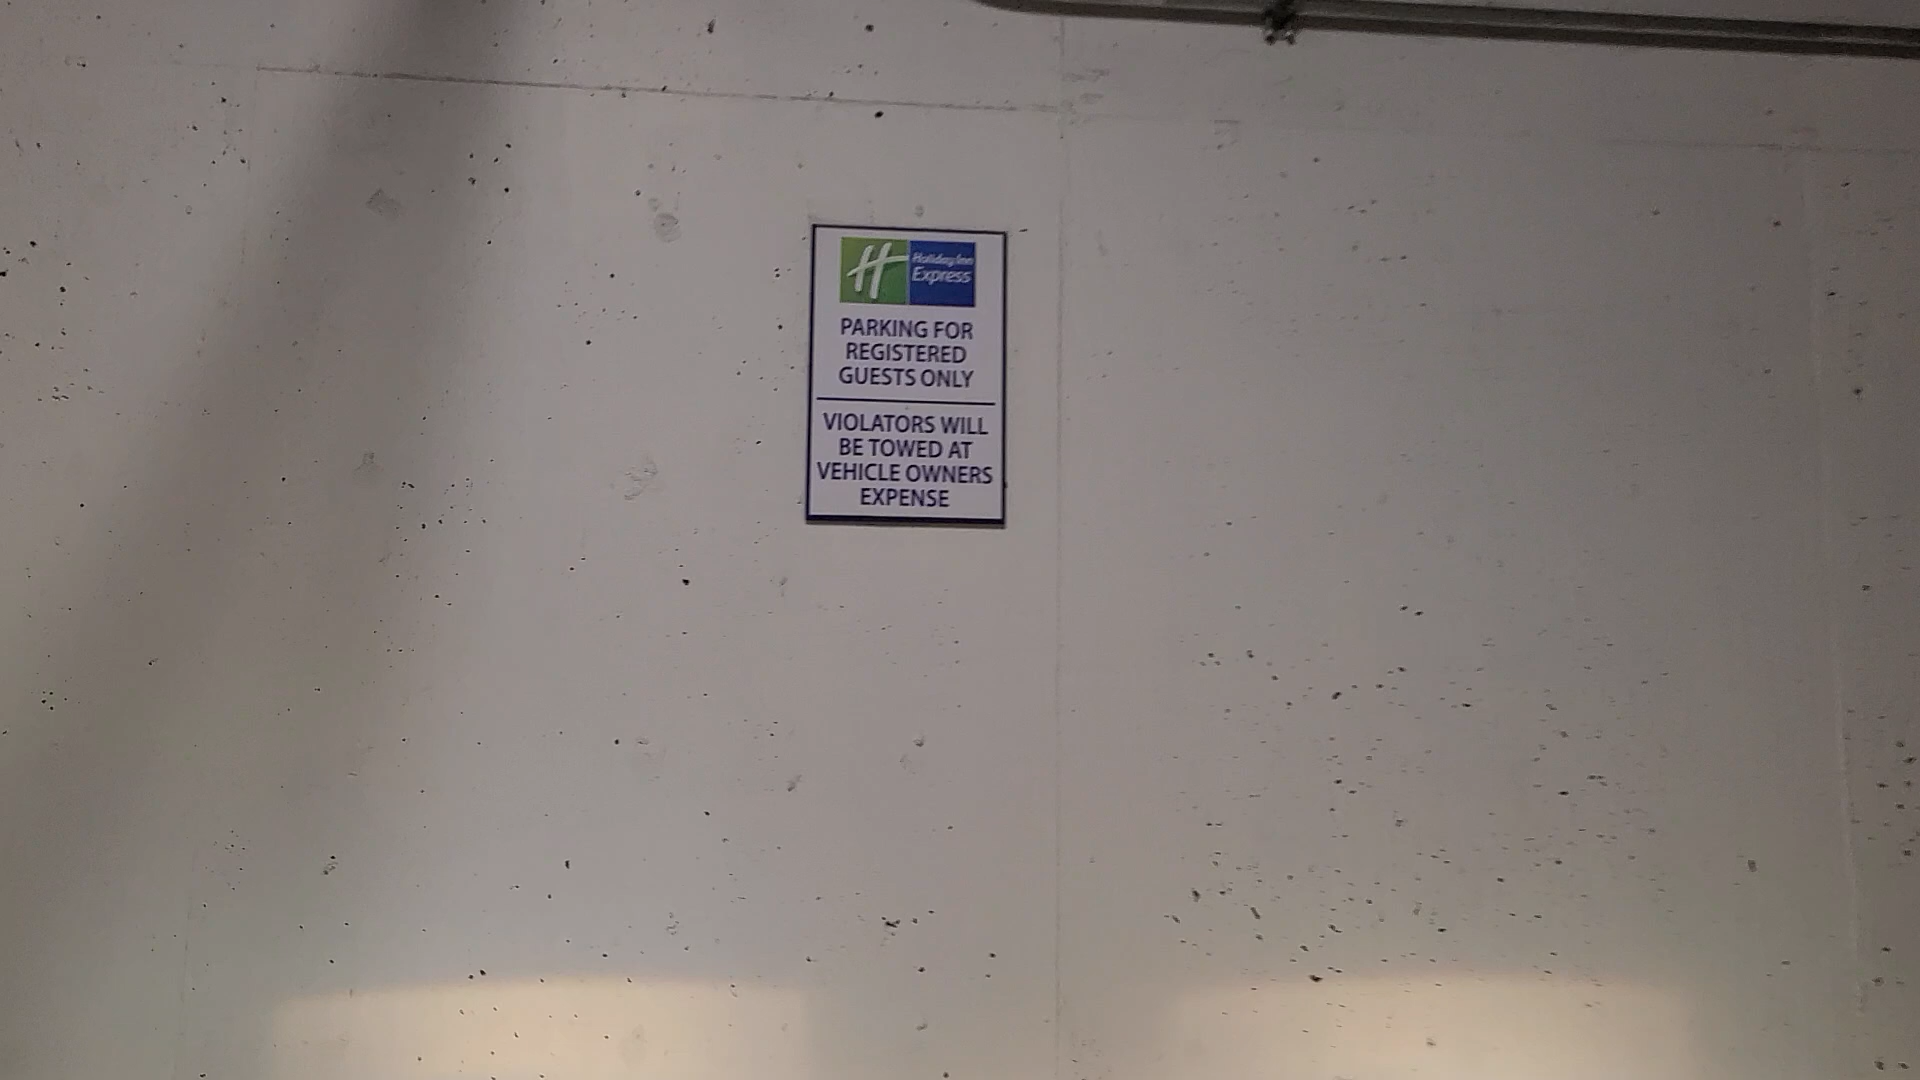 Holiday Inn
Express
PARKING FOR
REGISTERED
GUESTS ONLY
VIOLATORS WILL
BE TOWED AT
VEHICLE OWNERS
EXPENSE